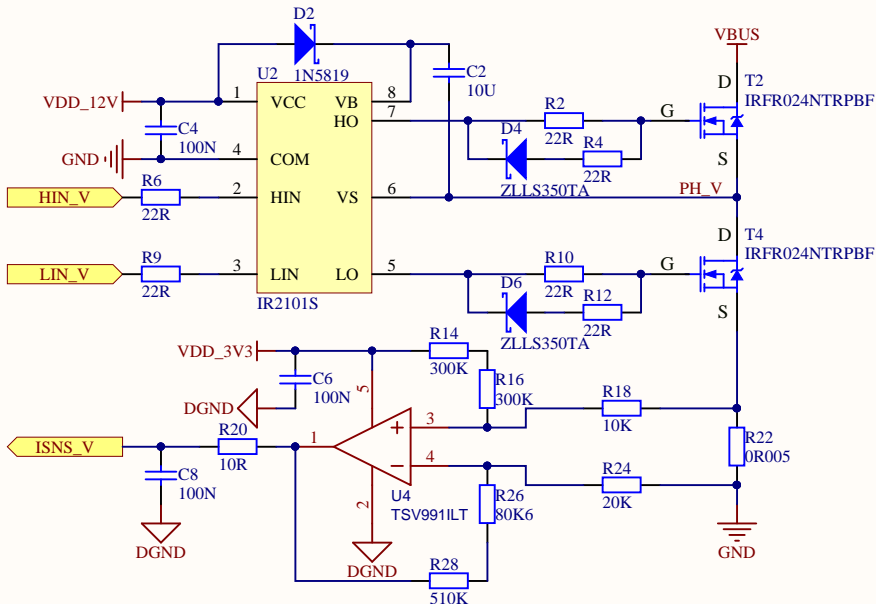 D2
1N5819
VBUS
U2
C2
10U
D
T2
IRFR024NTRPBF
VDD_12V
1
VCC
VB
8
HO
7
R2
22R
G
C4
100N
D4
R4
22R
ZLLS350TA
S
GND
4
COM
HIN_V
R6
22R
2
HIN
VS
6
PH_V
D
T4
IRFR024NTRPBF
LIN_V
R9
22R
3
LIN
LO
5
R10
22R
G
IR2101S
D6
R12
22R
ZLLS350TA
S
VDD_3V3
R14
300K
C6
100N
5
R16
300K
DGND
R18
10K
3
+
R20
10R
1
ISNS_V
R22
0R005
−
4
C8
100N
U4
TSV991ILT
2
R26
80K6
R24
20K
DGND
DGND
R28
510K
GND